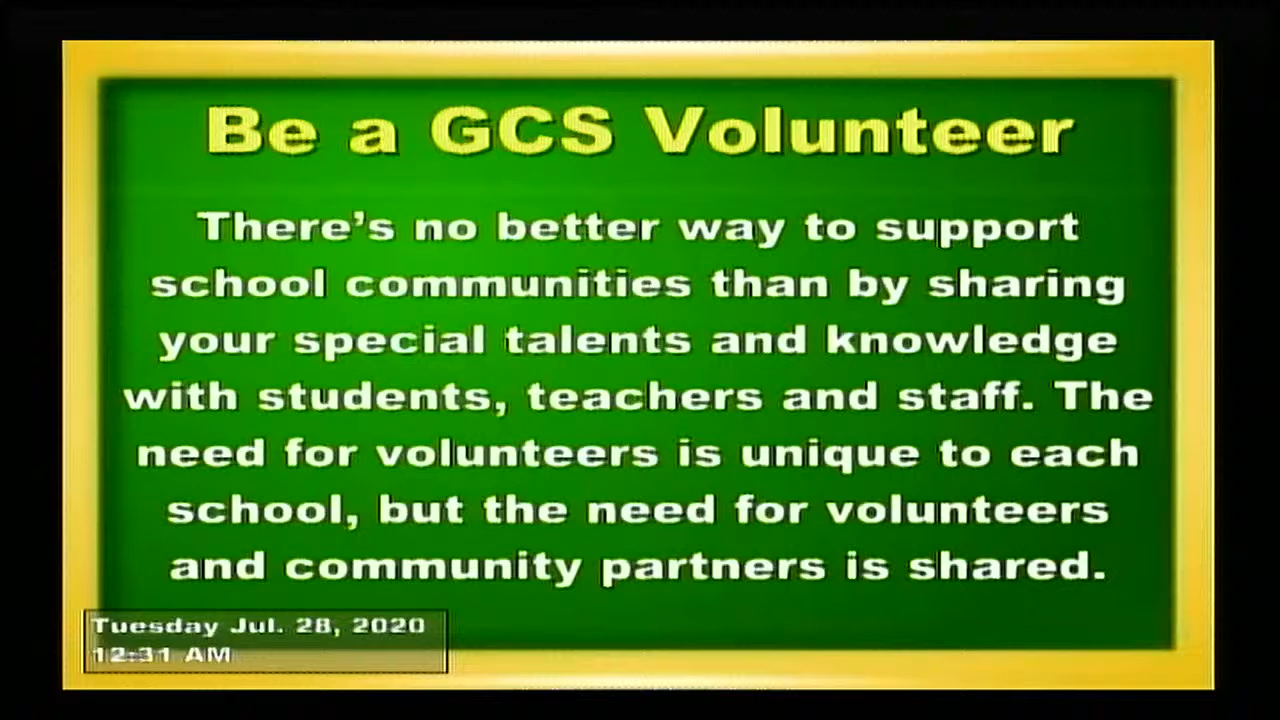 Be a GCS Volunteer
There's no better way to support
school communities than by sharing
your special talents and knowledge
with students, teachers and staff. The
need for volunteers is unique to each
school, but the need for volunteers
and community partners is shared.
Tuesday Jul. 28, 2020
12:31 AM